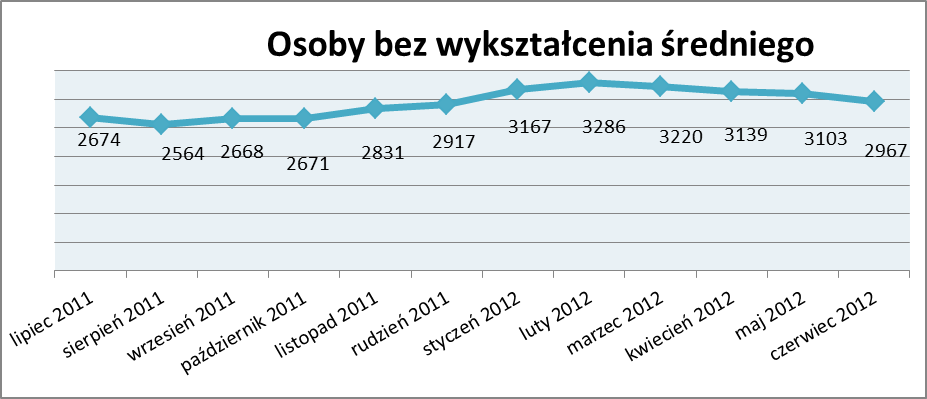 Osoby bez wykształcenia średniego
2674
2564
2668
2671
2831
2917
3167
3286
3220
3139
3103
2967
lipiec 2011
sierpień 2011
wrzesień 2011
październik 2011
listopad 2011
rudzień 2011
styczeń 2012
luty 2012
marzec 2012
kwiecień 2012
maj 2012
czerwiec 2012